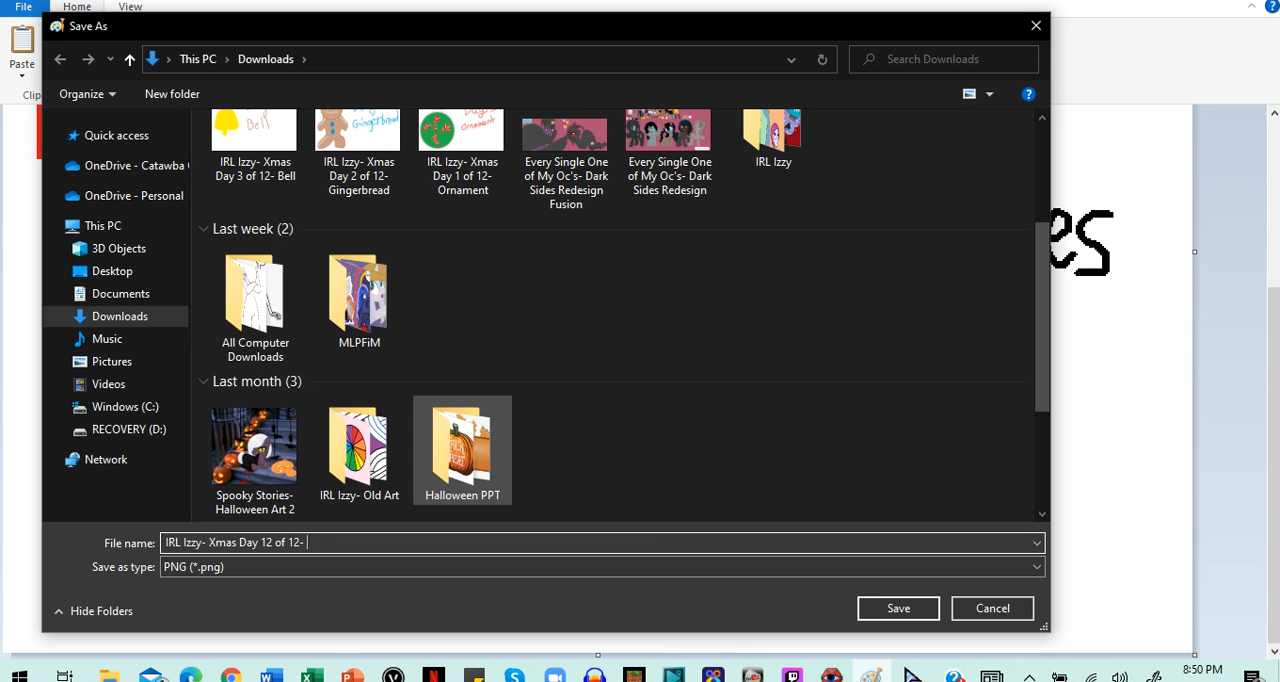 File Home View
Save As
Paste
This PC Downloads
Search Downloads
Clip
Organize New folder
Quick access
OneDrive - Catawba
OneDrive - Personal
This PC
3D Objects
Desktop
Documents
Downloads
Music
Pictures
Videos
Windows (C:)
RECOVERY (D:)
Network
Bell
Gingerbread
Ornament
IRL Izzy- Xmas
Day 3 of 12- Bell
IRL Izzy- Xmas
Day 2 of 12-
Gingerbread
IRL Izzy- Xmas
Day 1 of 12-
Ornament
Every Single One
of My Oc's- Dark
Sides Redesign
Fusion
Every Single One
of My Oc's- Dark
Sides Redesign
IRL Izzy
Last week (2)
All Computer
Downloads
MLPFiM
Last month (3)
Spooky Stories-
Halloween Art 2
IRL Izzy- Old Art
Halloween PPT
es
File name: IRL Izzy- Xmas Day 12 of 12-
Save as type: PNG (*.png)
Hide Folders
Save
Cancel
8:50 PM